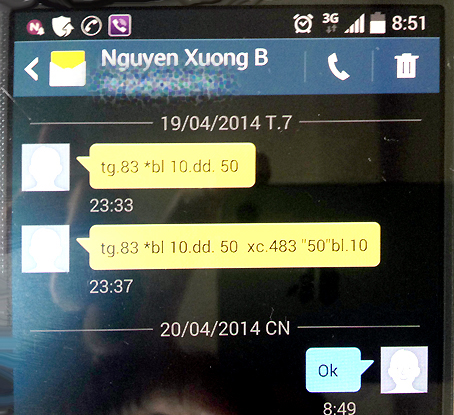 3G 8:51
Nguyen Xuong B
19/04/2014 T.7
tg.83 *bl 10.dd. 50
23:33
tg.83 *bl 10.dd. 50 xc.483 "50"bl.10
23:37
20/04/2014 CN
Ok
8:49